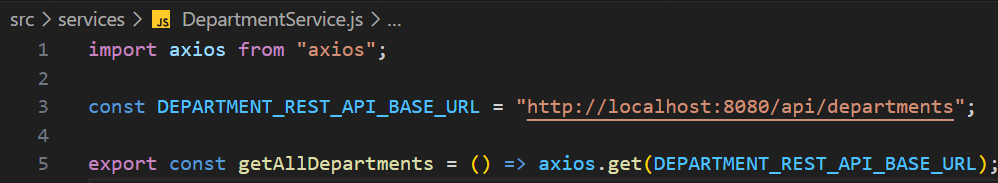 src > services > JS DepartmentService.js > ...
1 import axios from "axios";
2
3 const DEPARTMENT_REST_API_BASE_URL = "http://localhost:8080/api/departments";
4
5 export const getAllDepartments = () => axios.get(DEPARTMENT_REST_API_BASE_URL);